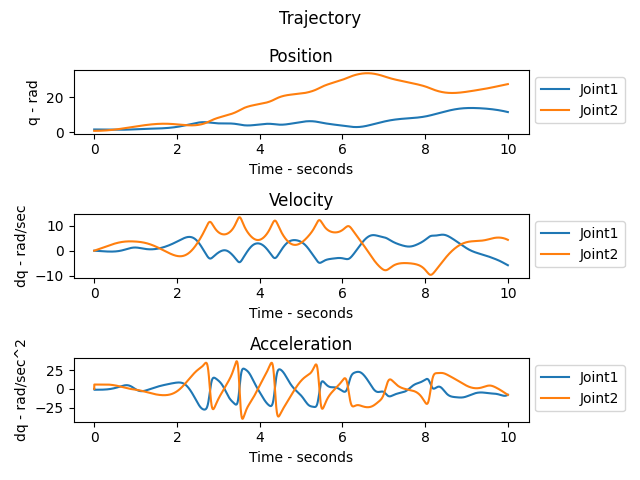 Trajectory
Position
q - rad
20
0
0 2 4 6 8 10
Time - seconds
Joint1
Joint2
Velocity
dq - rad/sec
10
0
−10
0 2 4 6 8 10
Time - seconds
Joint1
Joint2
Acceleration
dq - rad/sec^2
25
0
−25
0 2 4 6 8 10
Time - seconds
Joint1
Joint2